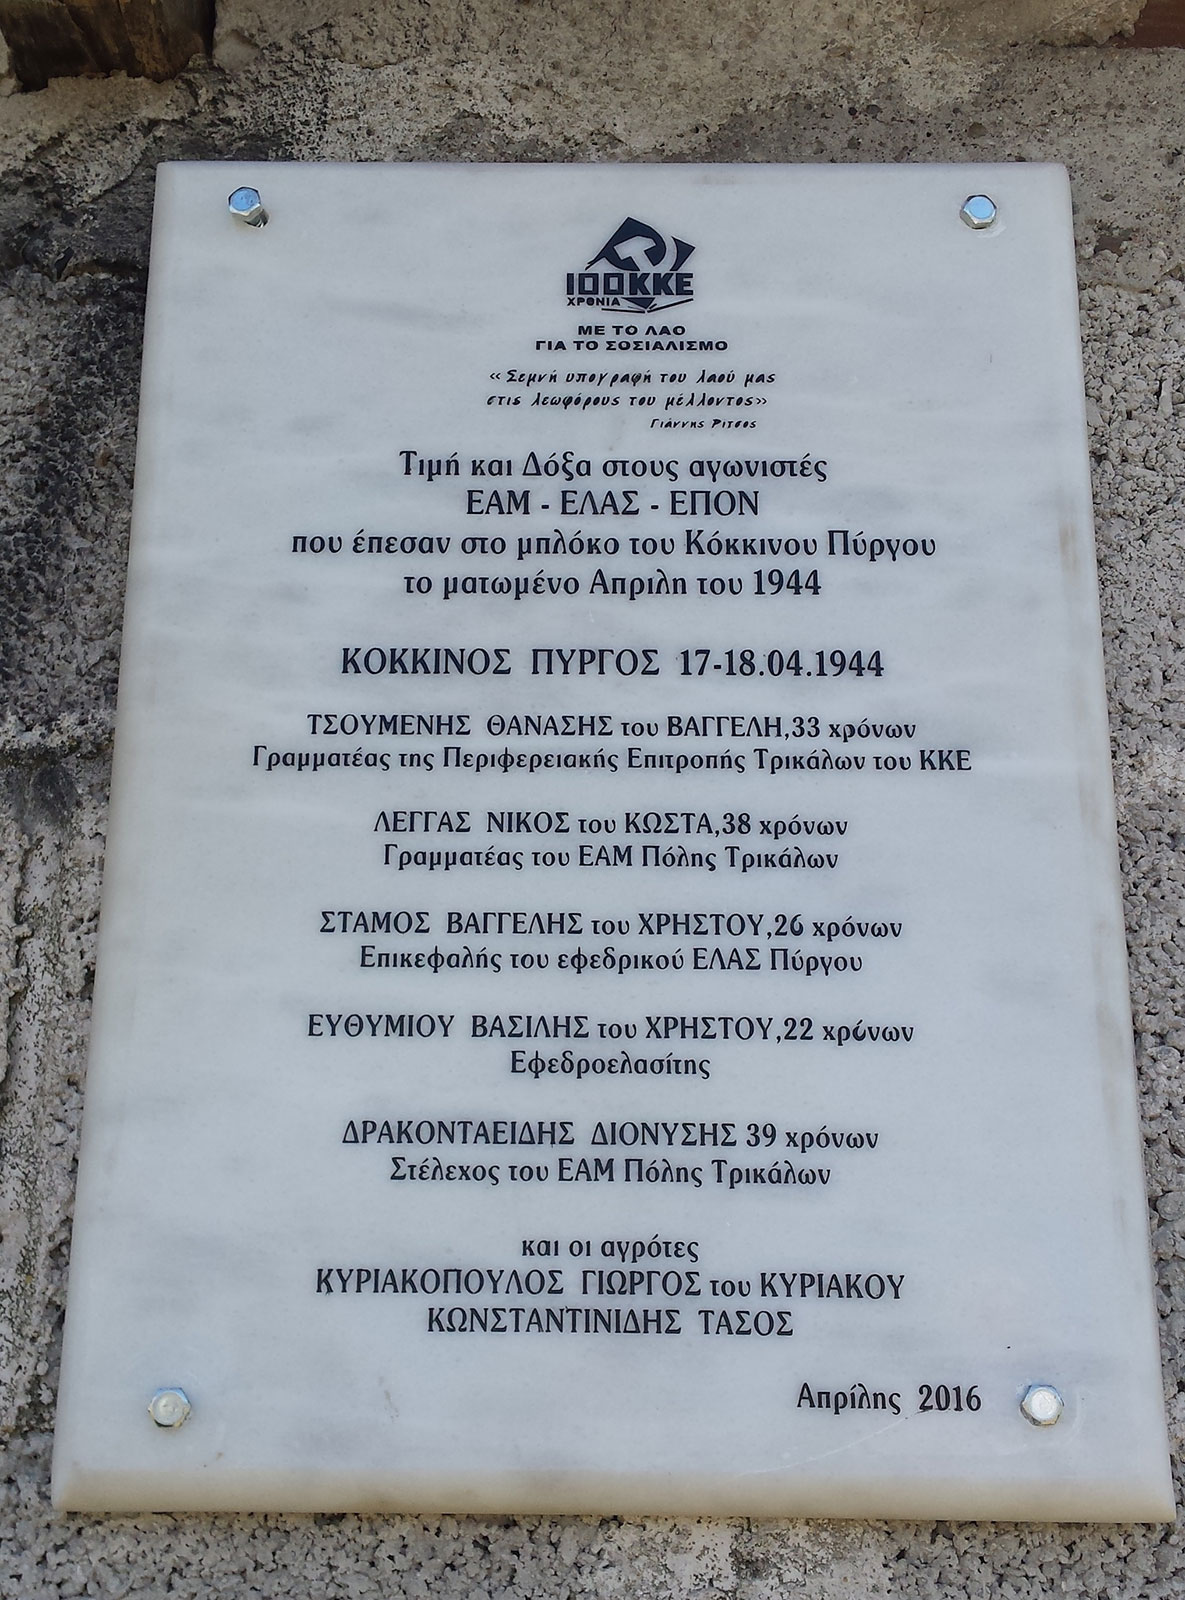 100ΚΚΕ
ΧΡΟΝΙΑ
ΜΕ ΤΟ ΛΑΟ
ΓΙΑ ΤΟ ΣΟΣΙΑΛΙΣΜΟ
«Σεμνή υπογραφή του λαού μας
στις λεωφόρους του μέλλοντος»
Γιάννης Ρίτσος
Τιμή και Δόξα στους αγωνιστές
ΕΑΜ - ΕΛΑΣ - ΕΠΟΝ
που έπεσαν στο μπλόκο του Κόκκινου Πύργου
το ματωμένο Απριλη του 1944
ΚΟΚΚΙΝΟΣ ΠΥΡΓΟΣ 17-18.04.1944
ΤΣΟΥΜΕΝΗΣ ΘΑΝΑΣΗΣ του ΒΑΓΓΕΛΗ,33 χρόνων
Γραμματέας της Περιφερειακής Επιτροπής Τρικάλων του ΚΚΕ
ΛΕΓΓΑΣ ΝΙΚΟΣ του ΚΩΣΤΑ,38 χρόνων
Γραμματέας του ΕΑΜ Πόλης Τρικάλων
ΣΤΑΜΟΣ ΒΑΓΓΕΛΗΣ του ΧΡΗΣΤΟΥ,26 χρόνων
Επικεφαλής του εφεδρικού ΕΛΑΣ Πύργου
ΕΥΘΥΜΙΟΥ ΒΑΣΙΛΗΣ του ΧΡΗΣΤΟΥ,22 χρόνων
Εφεδροελασίτης
ΔΡΑΚΟΝΤΑΕΙΔΗΣ ΔΙΟΝΥΣΗΣ 39 χρόνων
Στέλεχος του ΕΑΜ Πόλης Τρικάλων
και οι αγρότες
ΚΥΡΙΑΚΟΠΟΥΛΟΣ ΓΙΩΡΓΟΣ του ΚΥΡΙΑΚΟΥ
ΚΩΝΣΤΑΝΤΙΝΙΔΗΣ ΤΑΣΟΣ
Απρίλης 2016